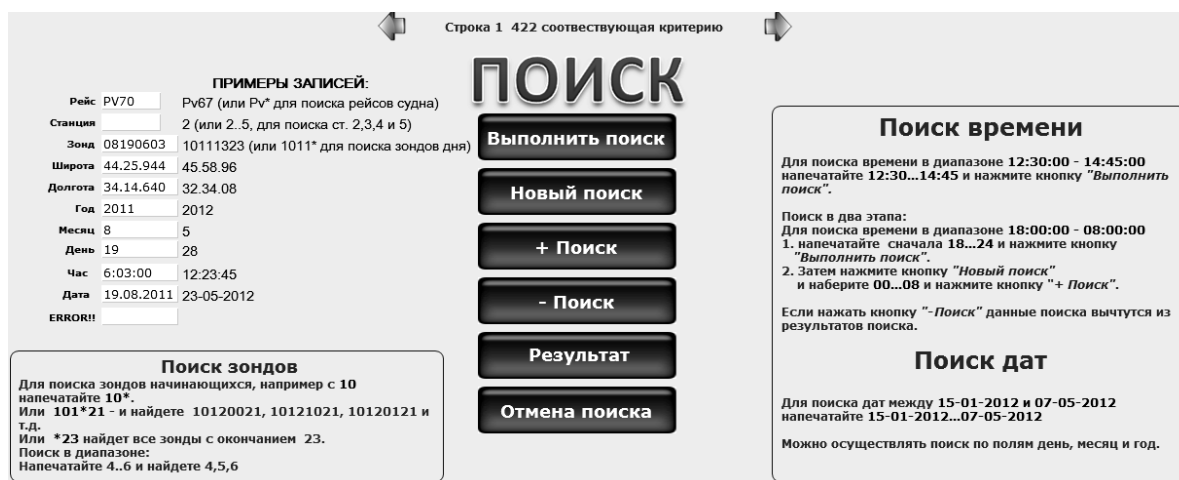 Строка 1 422 соотвествующая критерию
ПОИСК
ПРИМЕРЫ ЗАПИСЕЙ:
Рейс PV70 Pv67 (или Pv* для поиска рейсов судна)
Станция 2 (или 2..5, для поиска ст. 2,3,4 и 5)
Зонд 08190603 10111323 (или 1011* для поиска зондов дня)
Широта 44.25.944 45.58.96
Долгота 34.14.640 32.34.08
Год 2011 2012
Месяц 8 5
День 19 28
Час 6:03:00 12:23:45
Дата 19.08.2011 23-05-2012
ERROR!!
Поиск зондов
Для поиска зондов начинающихся, например с 10
напечатайте 10*.
Или 101*21 - и найдете 10120021, 10121021, 10120121 и
т.д.
Или *23 найдет все зонды с окончанием 23.
Поиск в диапазоне:
Напечатайте 4..6 и найдете 4,5,6
Выполнить поиск
Новый поиск
+ Поиск
- Поиск
Результат
Отмена поиска
Поиск времени
Для поиска времени в диапазоне 12:30:00 - 14:45:00
напечатайте 12:30...14:45 и нажмите кнопку "Выполнить
поиск".
Поиск в два этапа:
Для поиска времени в диапазоне 18:00:00 - 08:00:00
1. напечатайте сначала 18...24 и нажмите кнопку
"Выполнить поиск".
2. Затем нажмите кнопку "Новый поиск"
и наберите 00...08 и нажмите кнопку "+ Поиск".
Если нажать кнопку "-Поиск" данные поиска вычтутся из
результатов поиска.
Поиск дат
Для поиска дат между 15-01-2012 и 07-05-2012
напечатайте 15-01-2012...07-05-2012
Можно осуществлять поиск по полям день, месяц и год.